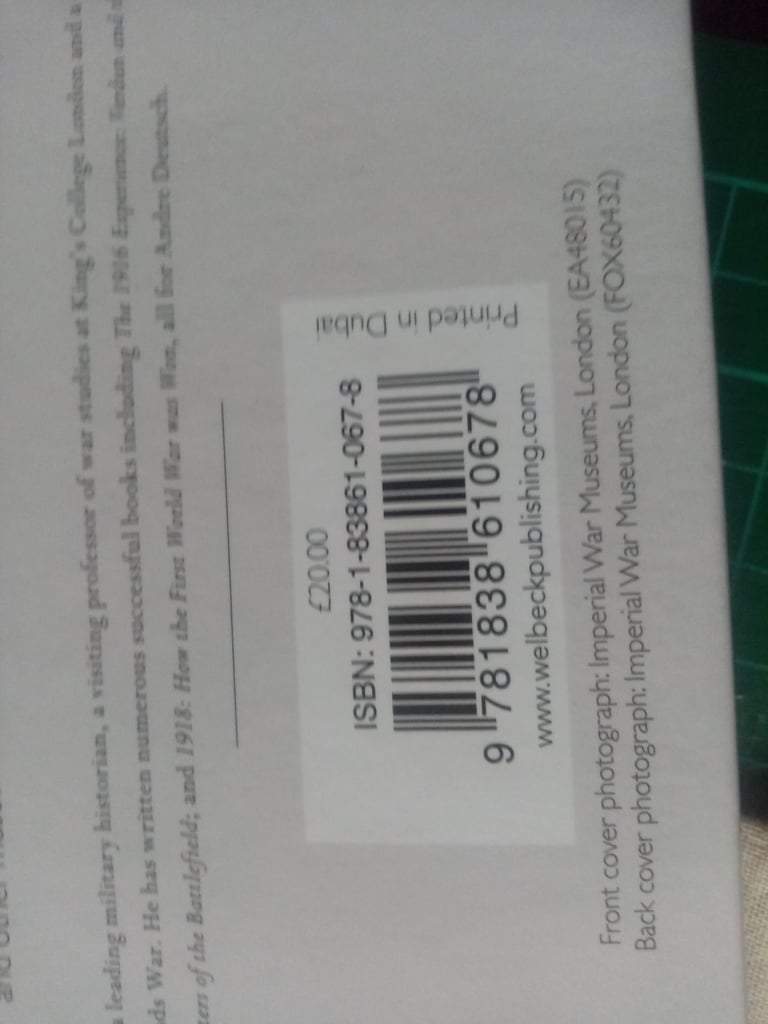 leading military historian, a visiting professor of war studies at King's College London and a
ds War. He has written numerous successful books including The 1916 Experience: Verdun and
ters of the Battlefield; and 1918: How the First World War was Won, all for Andre Deutsch.
£20.00
ISBN: 978-1-83861-067-8
9 781838 610678
www.welbeckpublishing.com
Printed in Dubai
Front cover photograph: Imperial War Museums, London (EA48015)
Back cover photograph: Imperial War Museums, London (FOX60432)